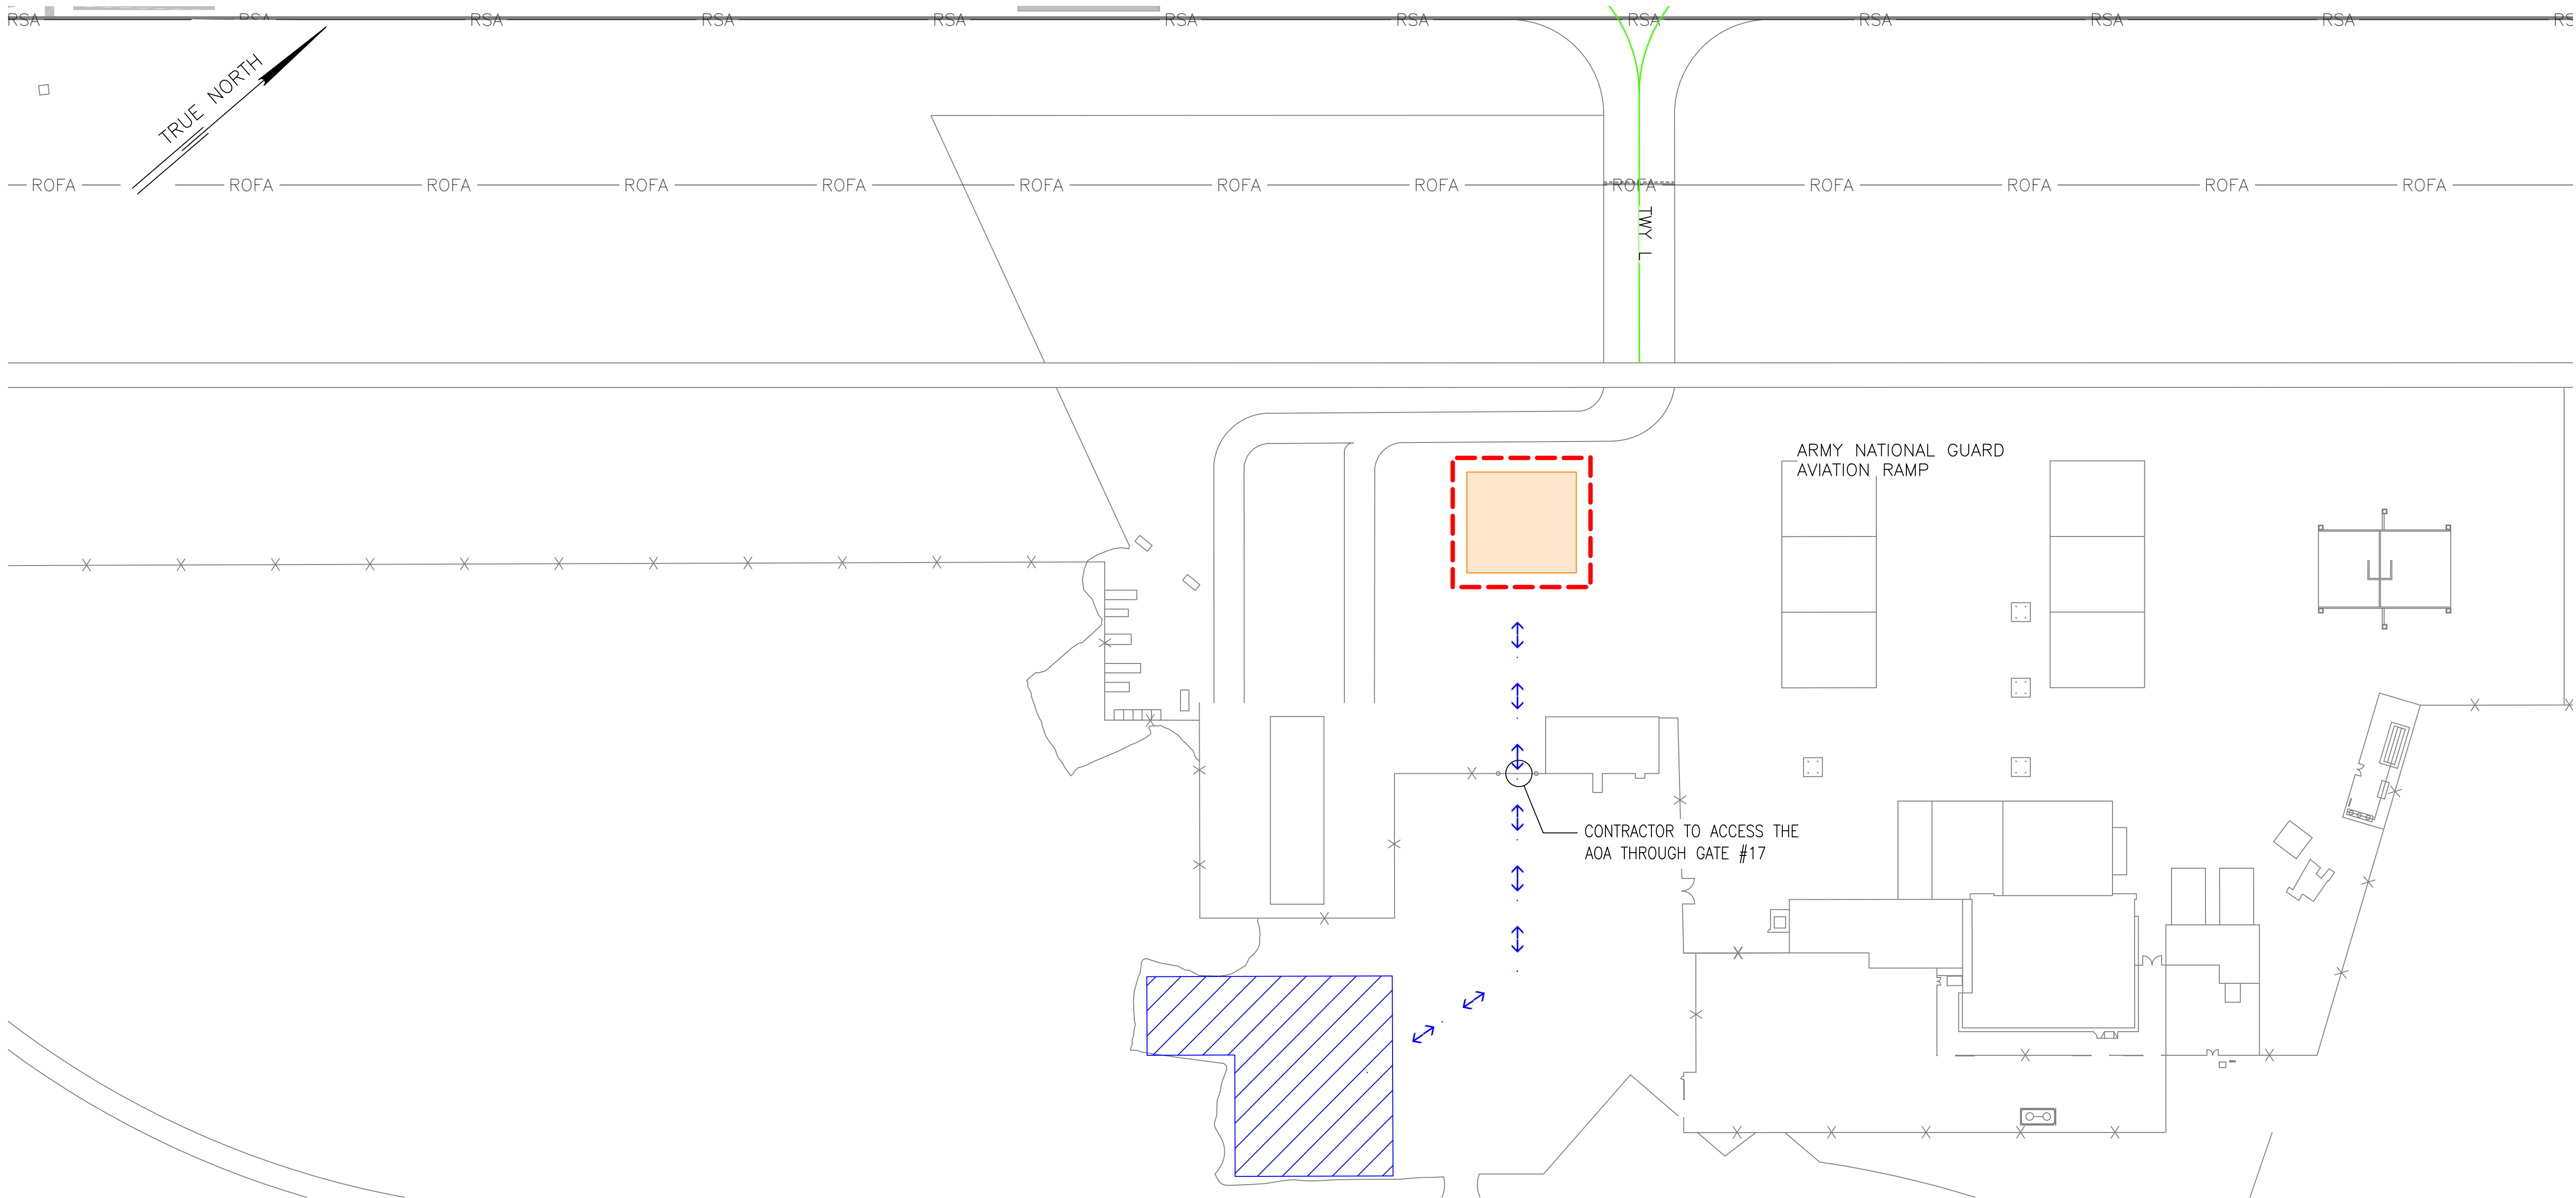 RSA RSA RSA RSA RSA RSA RSA RSA RSA RSA RSA
TRUE NORTH
ROFA ROFA ROFA ROFA ROFA ROFA ROFA ROFA ROFA ROFA ROFA ROFA ROFA
TWY L
ARMY NATIONAL GUARD
AVIATION RAMP
CONTRACTOR TO ACCESS THE
AOA THROUGH GATE #17